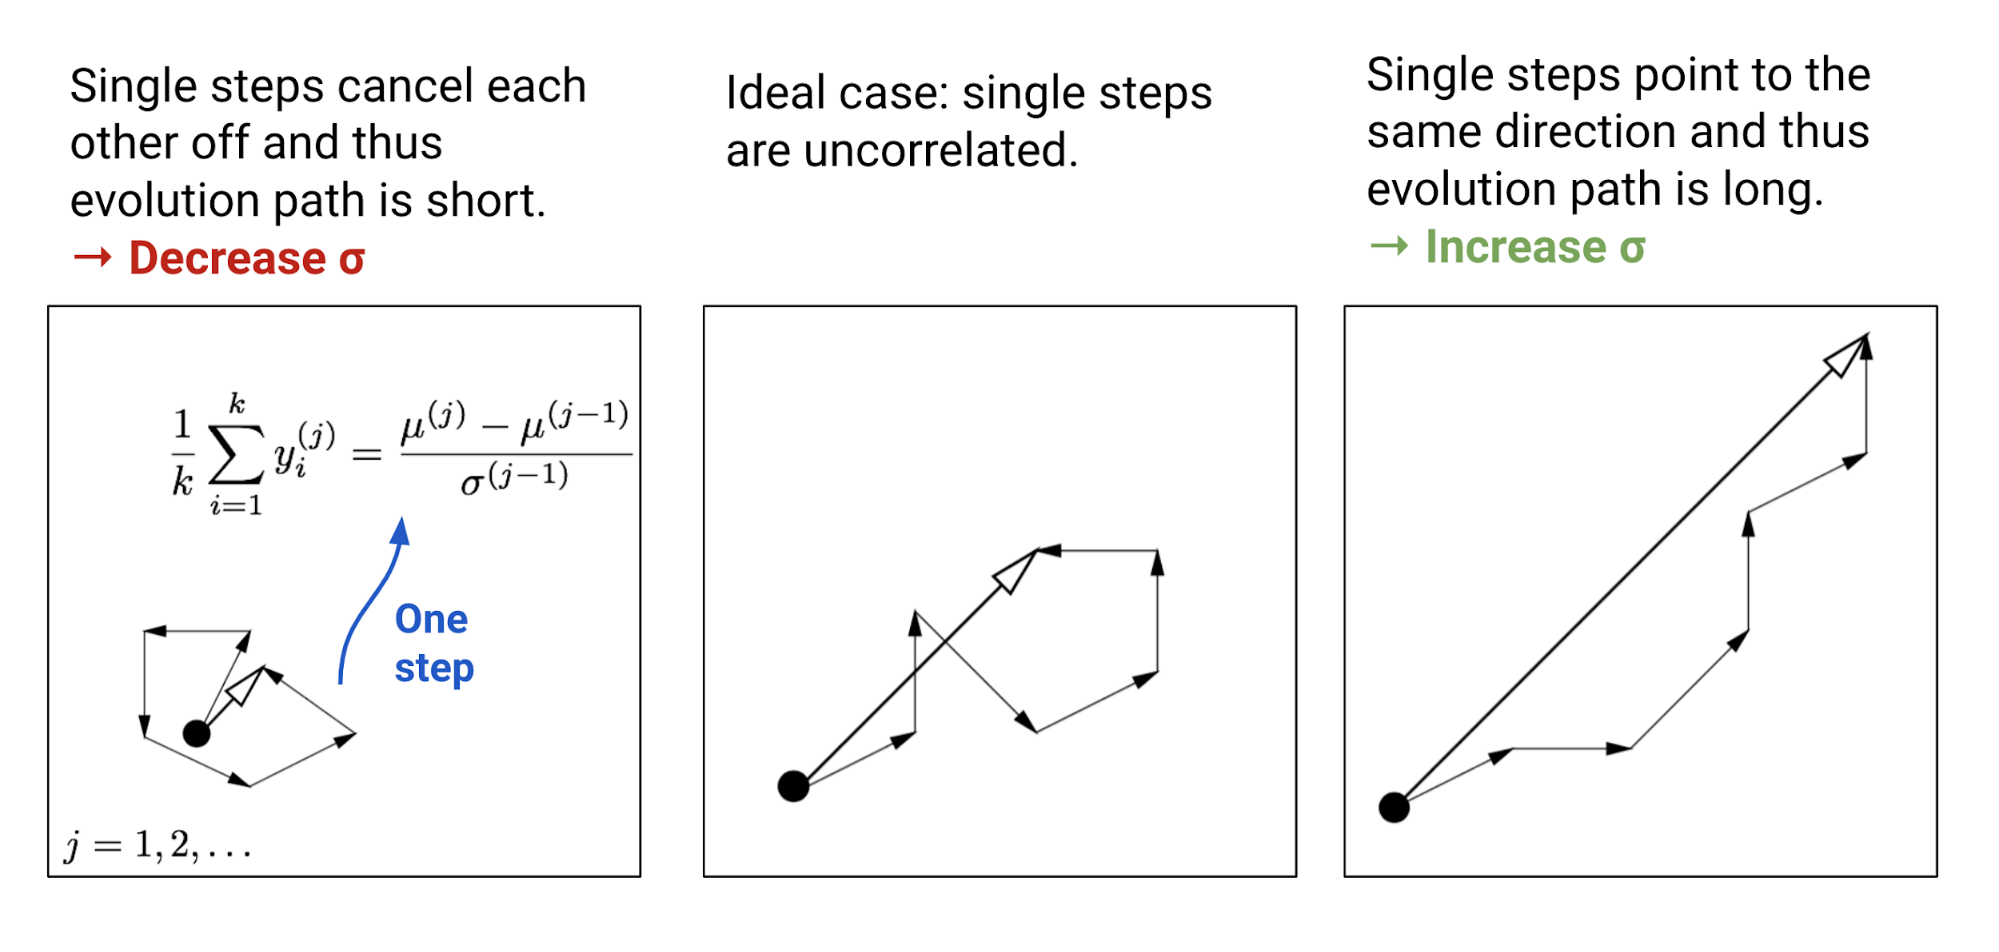 Single steps cancel each
other off and thus
evolution path is short.
→ Decrease σ
Ideal case: single steps
are uncorrelated.
Single steps point to the
same direction and thus
evolution path is long.
→ Increase σ
\frac{1}{k} \sum_{i=1}^{k} y_i^{(j)} = \frac{\mu^{(j)} - \mu^{(j-1)}}{\sigma^{(j-1)}}
One
step
j = 1, 2, . . .